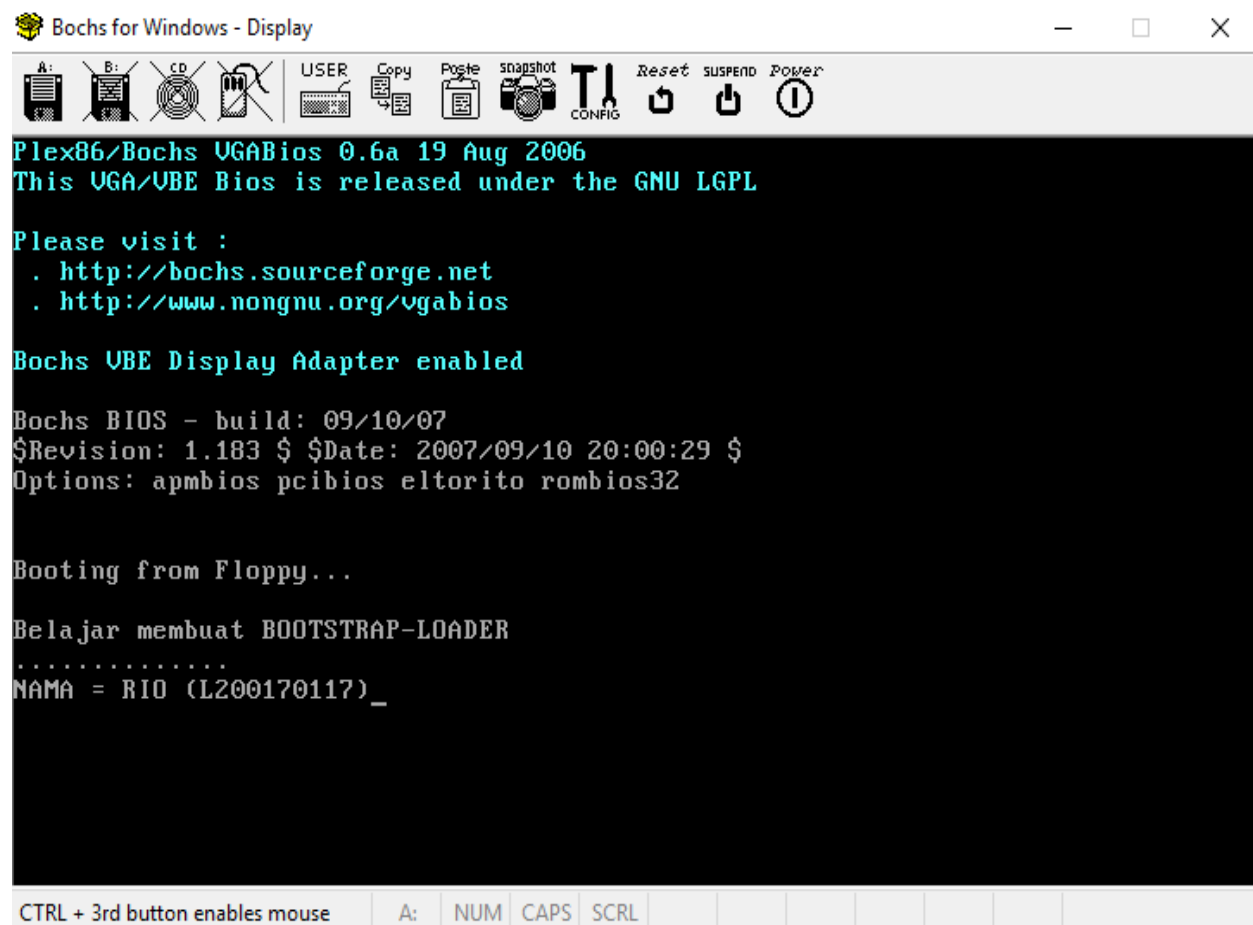 Bochs for Windows - Display
A: B: CD USER Copy Paste snapshot CONFIG Reset SUSPEND Power
Plex86/Bochs VGABios 0.6a 19 Aug 2006
This VGA/VBE Bios is released under the GNU LGPL
Please visit :
. http://bochs.sourceforge.net
. http://www.nongnu.org/vgabios
Bochs VBE Display Adapter enabled
Bochs BIOS - build: 09/10/07
$Revision: 1.183 $ $Date: 2007/09/10 20:00:29 $
Options: apmbios pcibios eltorito rombios32
Booting from Floppy...
Belajar membuat BOOTSTRAP-LOADER
..............
NAMA = RIO (L200170117)_
CTRL + 3rd button enables mouse A: NUM CAPS SCRL